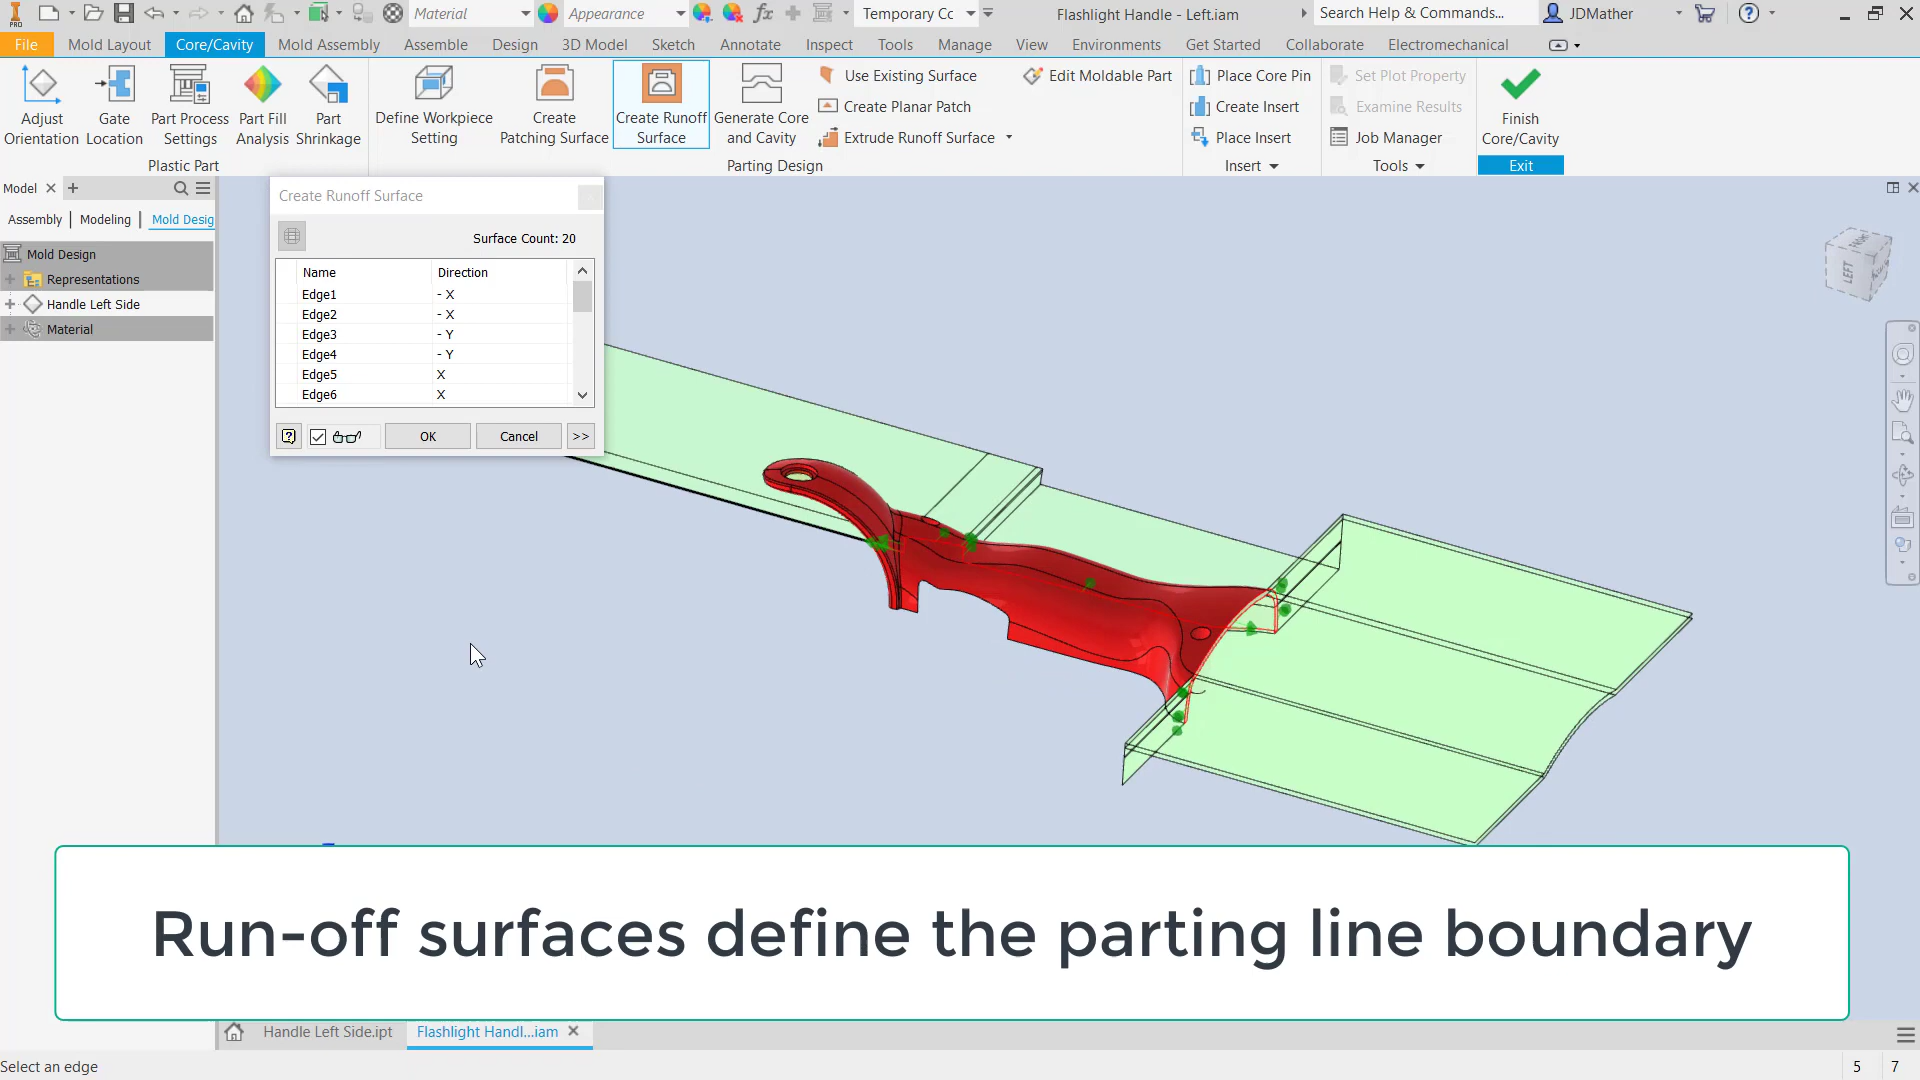 PRO
Material
Appearance
fx
Temporary Cc
Flashlight Handle - Left.iam
Search Help & Commands...
JDMather
File
Mold Layout
Core/Cavity
Mold Assembly
Assemble
Design
3D Model
Sketch
Annotate
Inspect
Tools
Manage
View
Environments
Get Started
Collaborate
Electromechanical
Adjust
Orientation
Gate
Location
Part Process
Settings
Part Fill
Analysis
Part
Shrinkage
Define Workpiece
Setting
Create
Patching Surface
Create Runoff
Surface
Generate Core
and Cavity
Use Existing Surface
Create Planar Patch
Extrude Runoff Surface
Edit Moldable Part
Place Core Pin
Create Insert
Place Insert
Set Plot Property
Examine Results
Job Manager
Finish
Core/Cavity
Plastic Part
Parting Design
Insert
Tools
Exit
Model
Assembly
Modeling
Mold Desig
Mold Design
Representations
Handle Left Side
Material
Create Runoff Surface
Surface Count: 20
Name Direction
Edge1 - X
Edge2 - X
Edge3 - Y
Edge4 - Y
Edge5 X
Edge6 X
OK
Cancel
>>
LEFT
Run-off surfaces define the parting line boundary
Handle Left Side.ipt
Flashlight Handl...iam
Select an edge
5
7